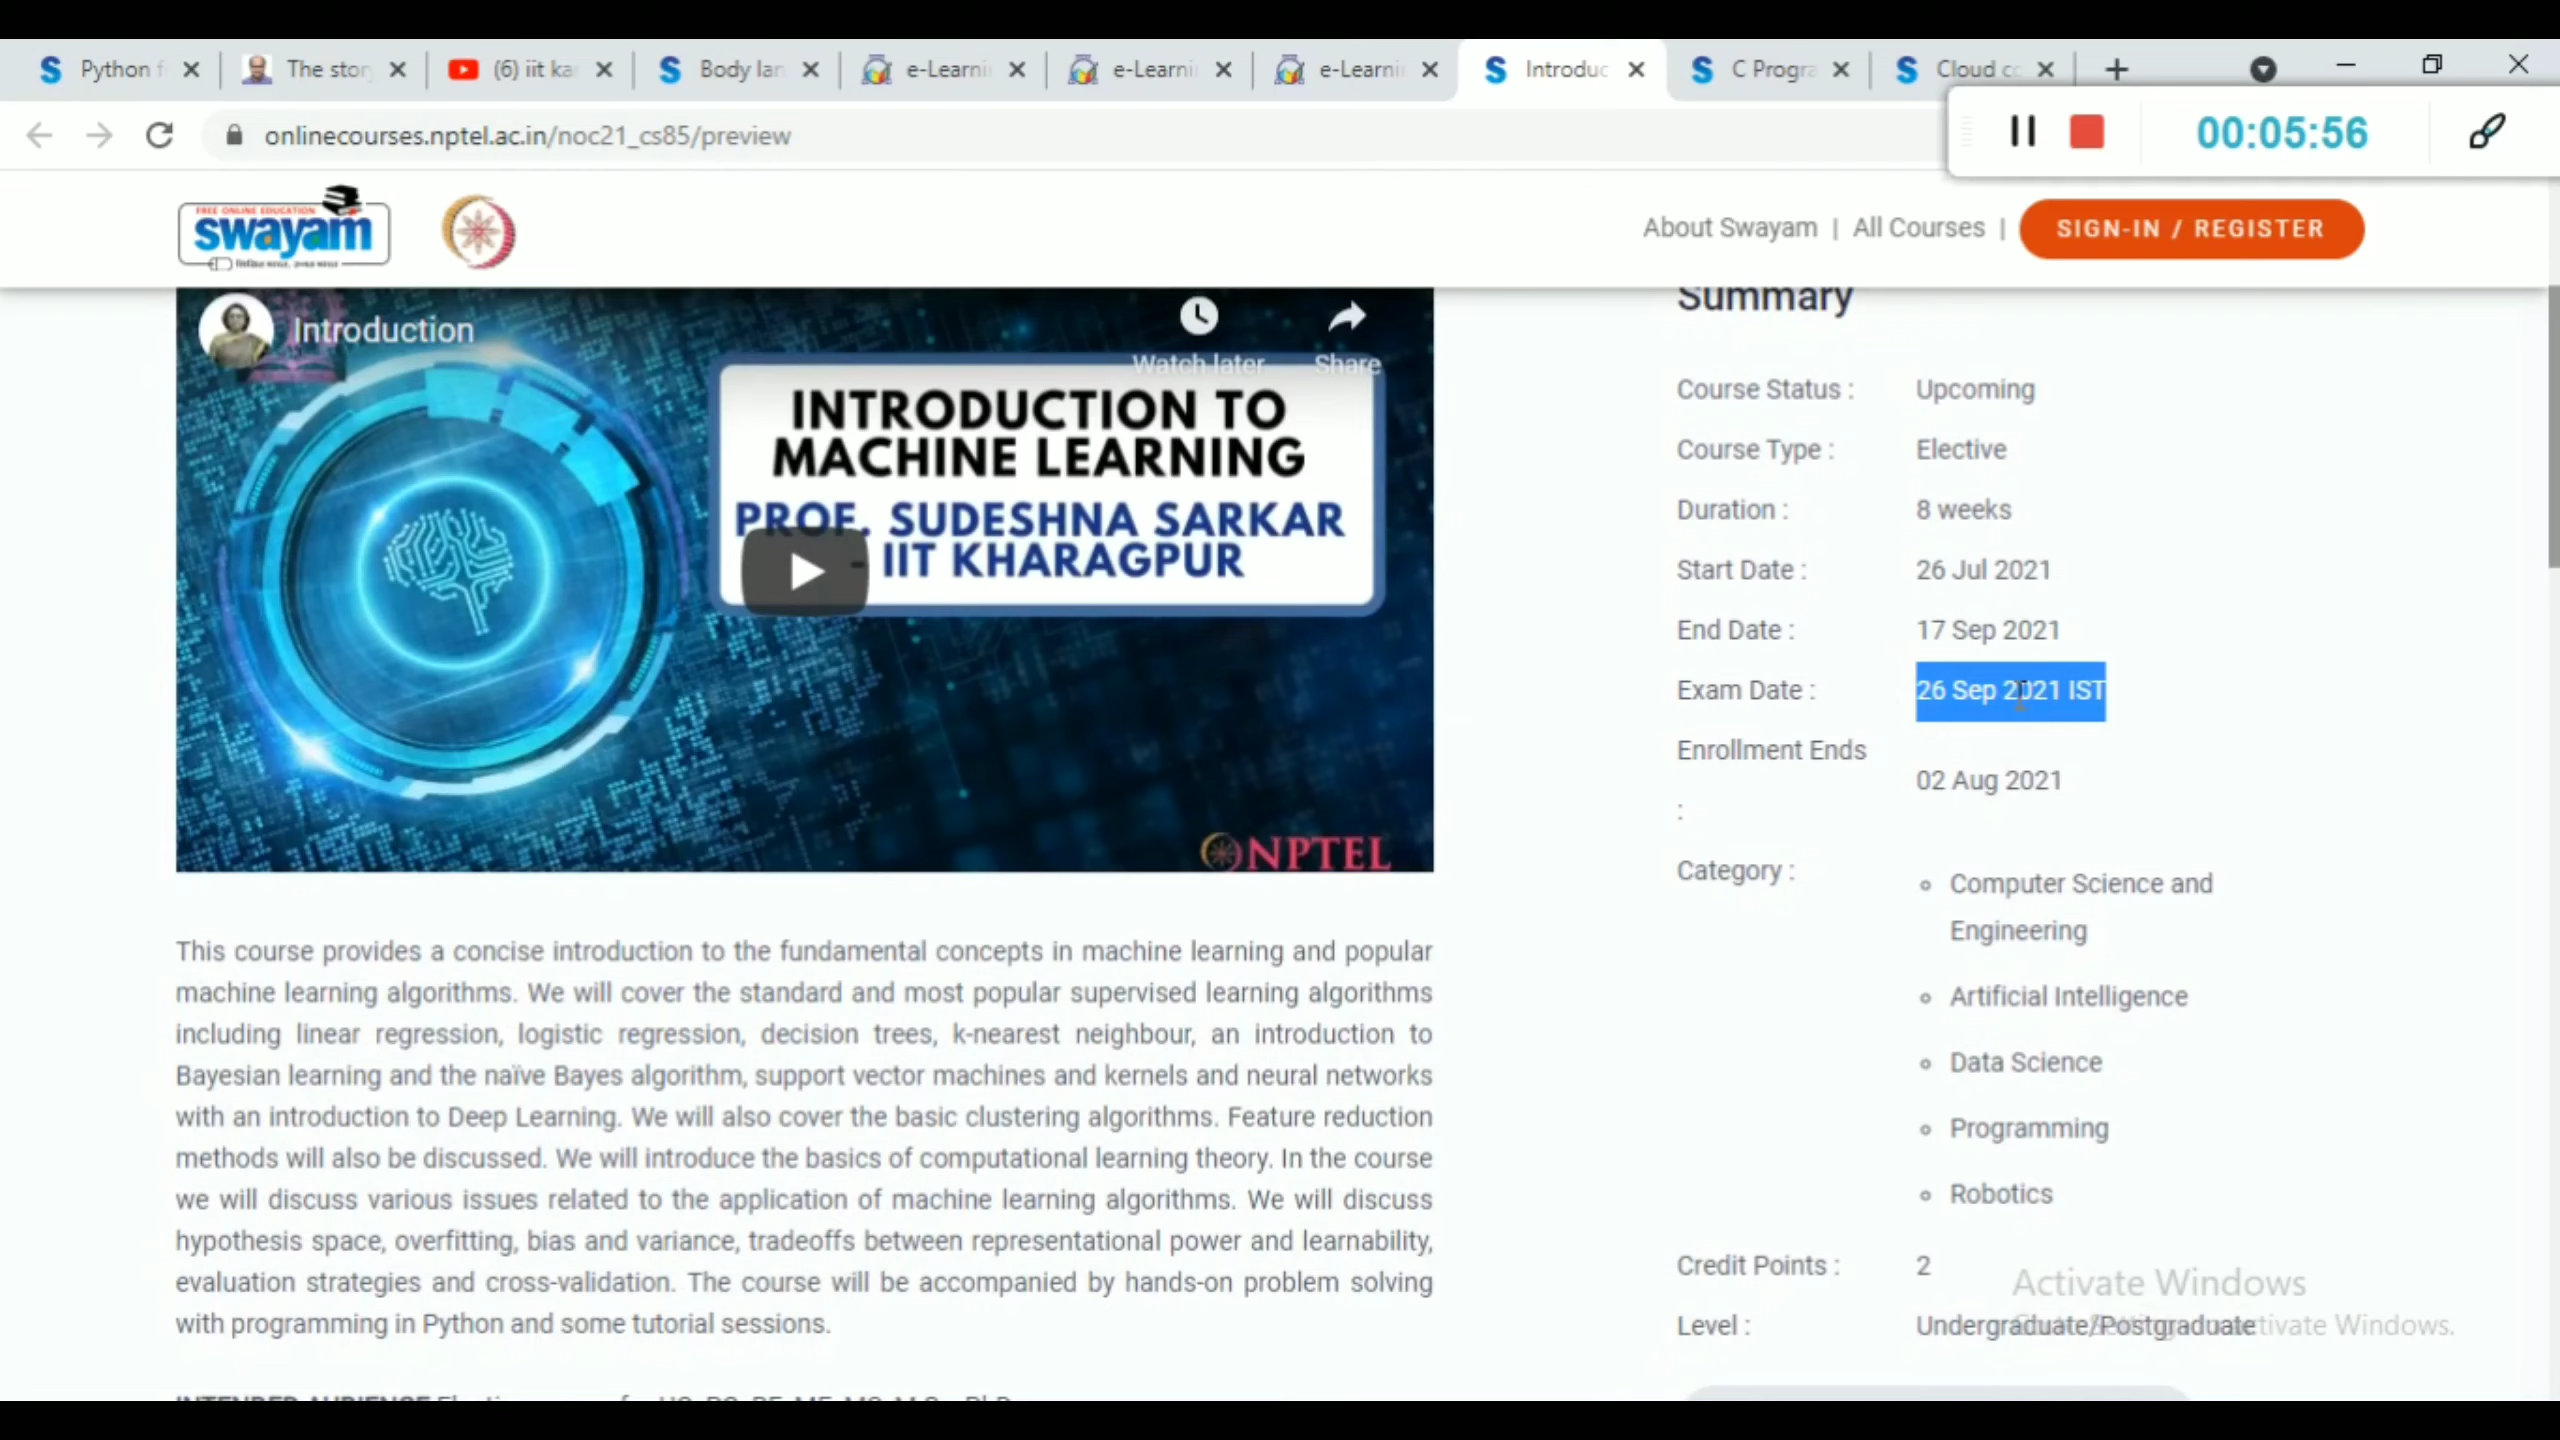 Python f
The stor
(6) iit ka
Body lan
e-Learni
e-Learni
e-Learni
Introduc
C Progra
Cloud co
onlinecourses.nptel.ac.in/noc21_cs85/preview
00:05:56
FREE ONLINE EDUCATION
swayam
About Swayam | All Courses |
SIGN-IN / REGISTER
Introduction
Watch later
Share
INTRODUCTION TO
MACHINE LEARNING
PROF. SUDESHNA SARKAR
- IIT KHARAGPUR
NPTEL
This course provides a concise introduction to the fundamental concepts in machine learning and popular
machine learning algorithms. We will cover the standard and most popular supervised learning algorithms
including linear regression, logistic regression, decision trees, k-nearest neighbour, an introduction to
Bayesian learning and the naïve Bayes algorithm, support vector machines and kernels and neural networks
with an introduction to Deep Learning. We will also cover the basic clustering algorithms. Feature reduction
methods will also be discussed. We will introduce the basics of computational learning theory. In the course
we will discuss various issues related to the application of machine learning algorithms. We will discuss
hypothesis space, overfitting, bias and variance, tradeoffs between representational power and learnability,
evaluation strategies and cross-validation. The course will be accompanied by hands-on problem solving
with programming in Python and some tutorial sessions.
Summary
Course Status : Upcoming
Course Type : Elective
Duration : 8 weeks
Start Date : 26 Jul 2021
End Date : 17 Sep 2021
Exam Date : 26 Sep 2021 IST
Enrollment Ends
: 02 Aug 2021
Category :
Computer Science and
Engineering
Artificial Intelligence
Data Science
Programming
Robotics
Credit Points : 2
Level : Undergraduate/Postgraduate
Activate Windows